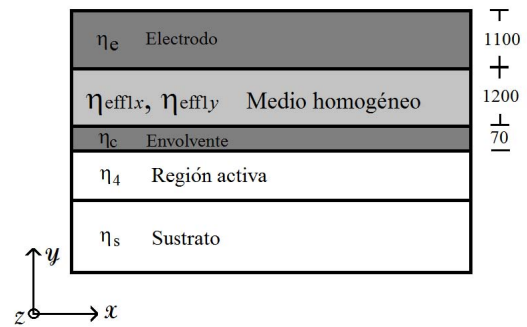 ηe Electrodo
1100
ηeff1x, ηeff1y Medio homogéneo
1200
ηc Envolvente
70
η4 Región activa
ηs Sustrato
y
z
x